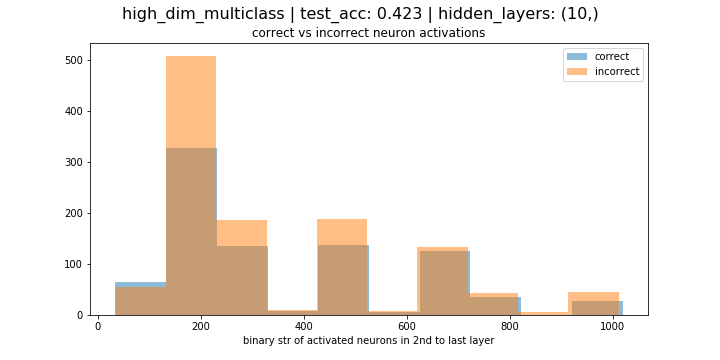 high_dim_multiclass | test_acc: 0.423 | hidden_layers: (10,)
correct vs incorrect neuron activations
correct
incorrect
500
400
300
200
100
0
0 200 400 600 800 1000
binary str of activated neurons in 2nd to last layer